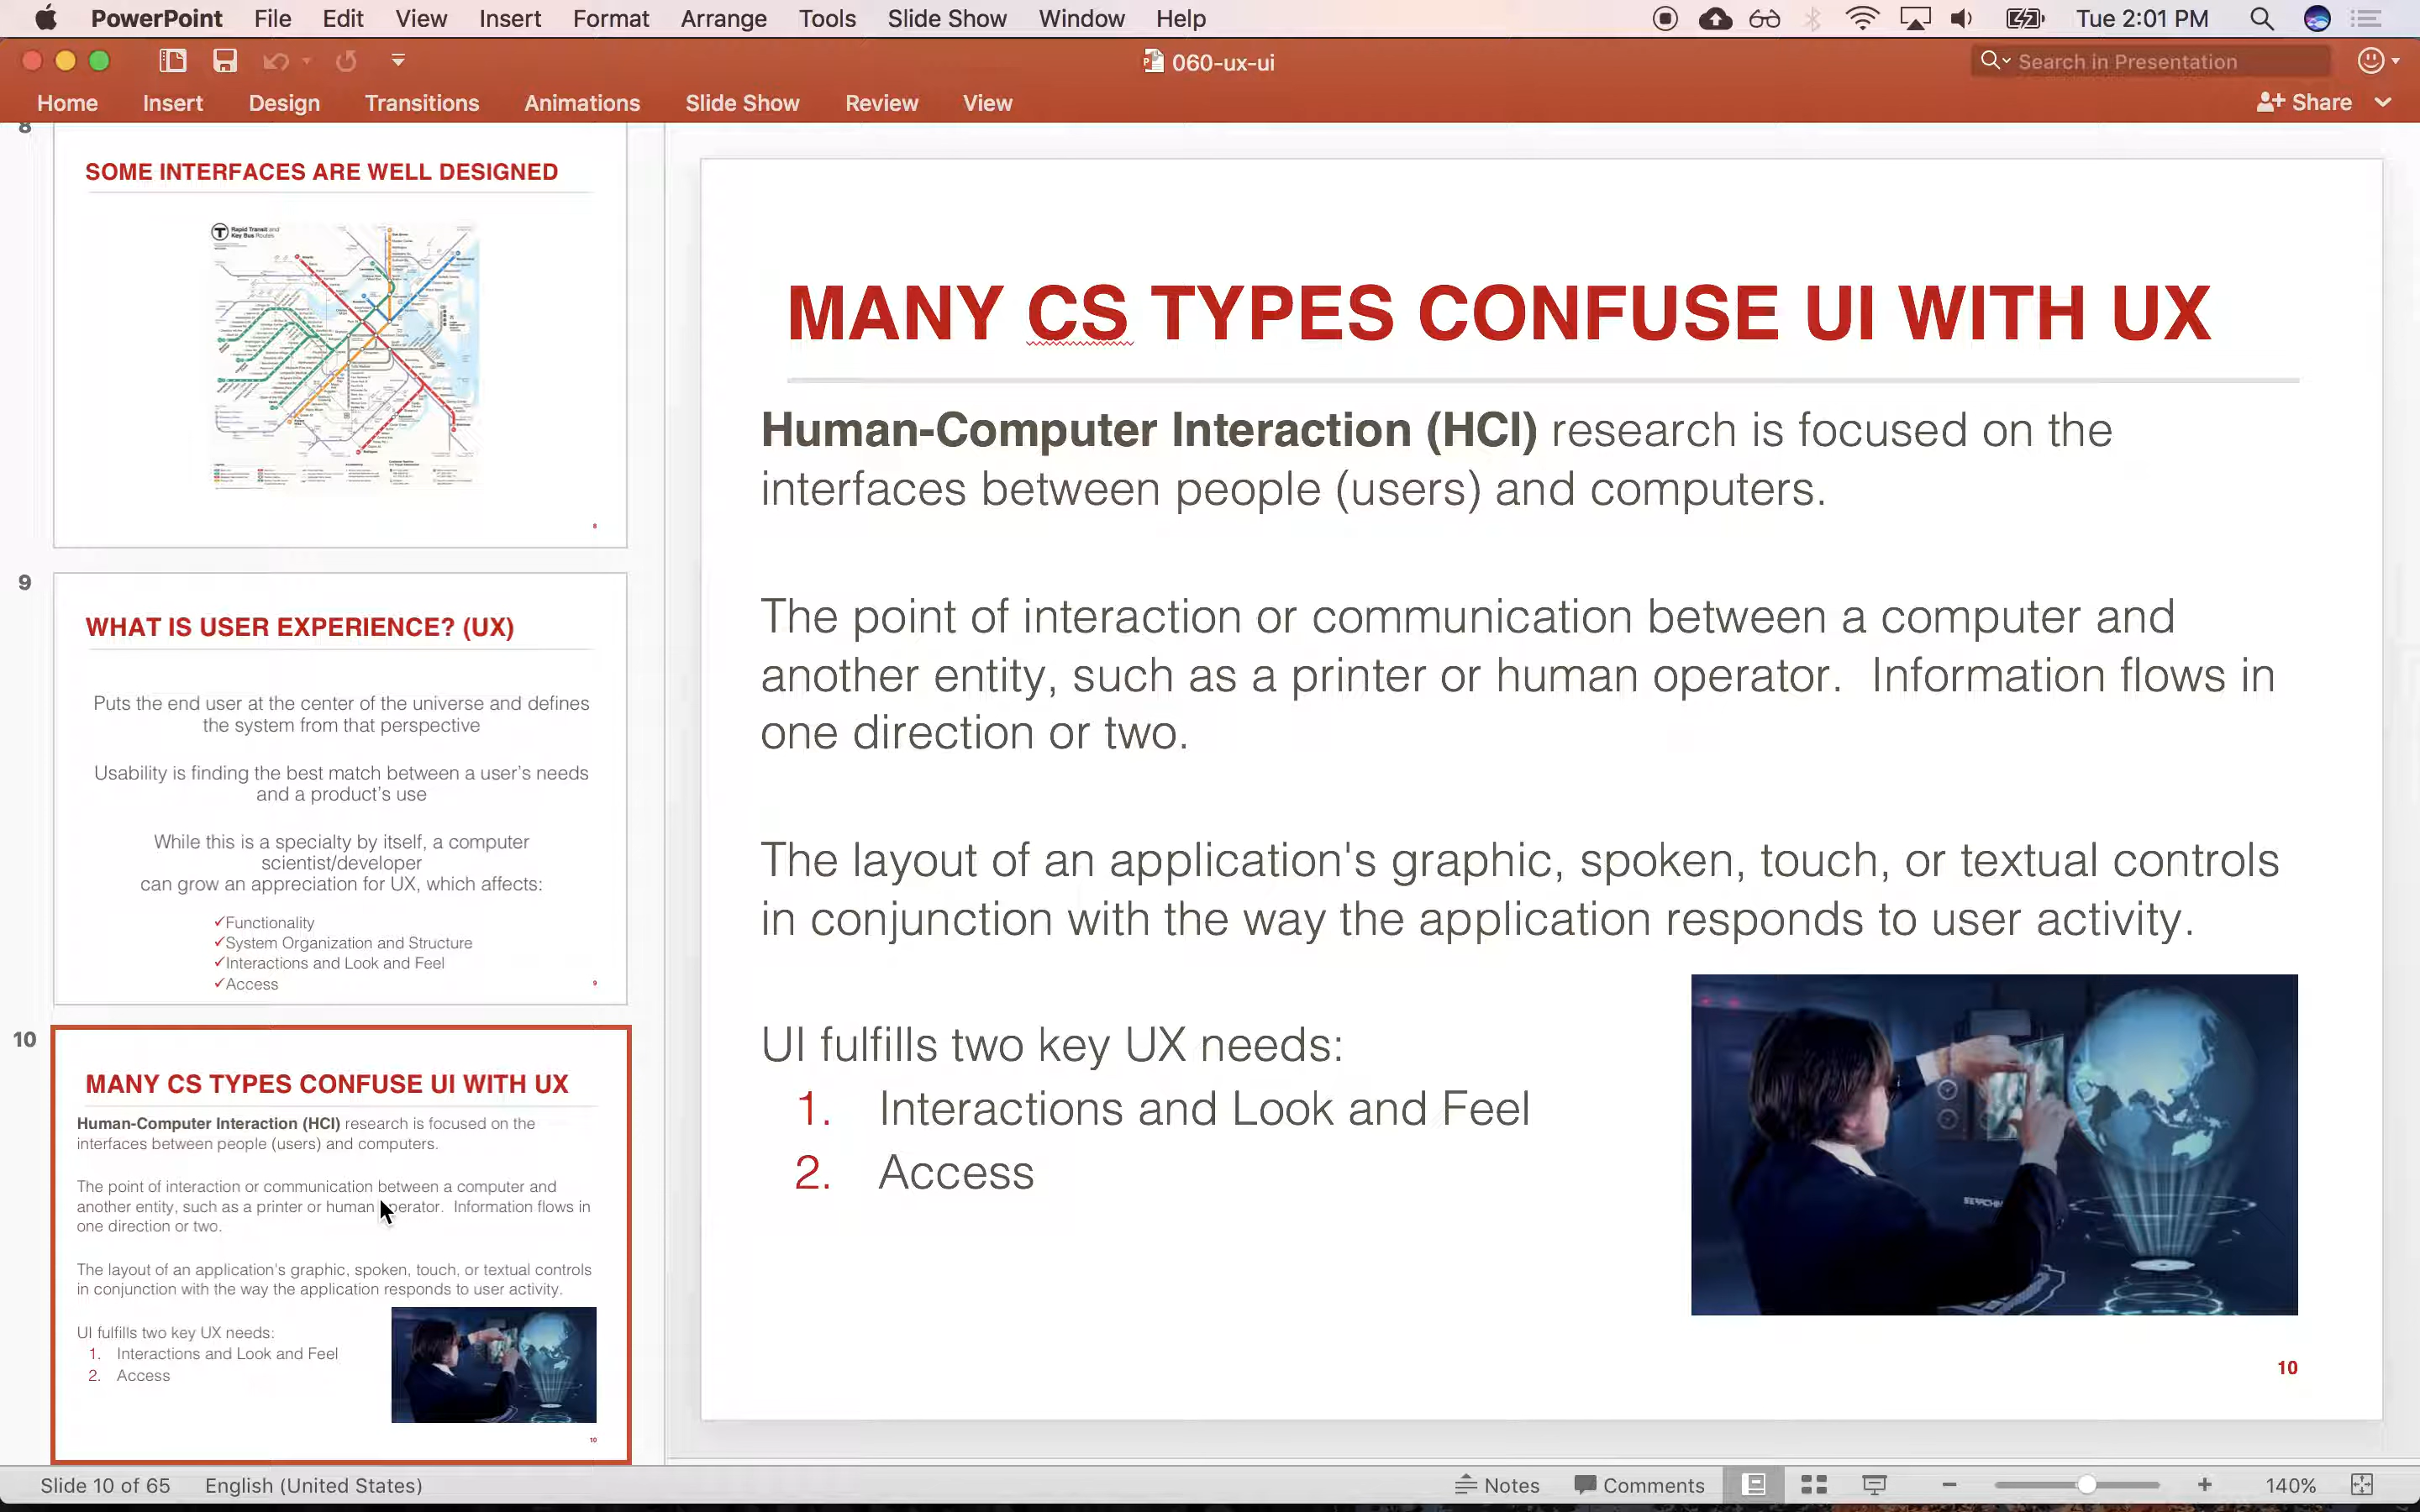 PowerPoint File Edit View Insert Format Arrange Tools Slide Show Window Help Tue 2:01 PM
060-ux-ui
Search in Presentation
Home Insert Design Transitions Animations Slide Show Review View Share
8
SOME INTERFACES ARE WELL DESIGNED
T Rapid Transit and
Key Bus Routes
8
9
WHAT IS USER EXPERIENCE? (UX)
Puts the end user at the center of the universe and defines
the system from that perspective
Usability is finding the best match between a user's needs
and a product's use
While this is a specialty by itself, a computer
scientist/developer
can grow an appreciation for UX, which affects:
✓Functionality
✓System Organization and Structure
✓Interactions and Look and Feel
✓Access
9
10
MANY CS TYPES CONFUSE UI WITH UX
Human-Computer Interaction (HCI) research is focused on the
interfaces between people (users) and computers.
The point of interaction or communication between a computer and
another entity, such as a printer or human operator. Information flows in
one direction or two.
The layout of an application's graphic, spoken, touch, or textual controls
in conjunction with the way the application responds to user activity.
UI fulfills two key UX needs:
1. Interactions and Look and Feel
2. Access
10
MANY CS TYPES CONFUSE UI WITH UX
Human-Computer Interaction (HCI) research is focused on the
interfaces between people (users) and computers.
The point of interaction or communication between a computer and
another entity, such as a printer or human operator. Information flows in
one direction or two.
The layout of an application's graphic, spoken, touch, or textual controls
in conjunction with the way the application responds to user activity.
UI fulfills two key UX needs:
1. Interactions and Look and Feel
2. Access
10
Slide 10 of 65 English (United States) Notes Comments 140%